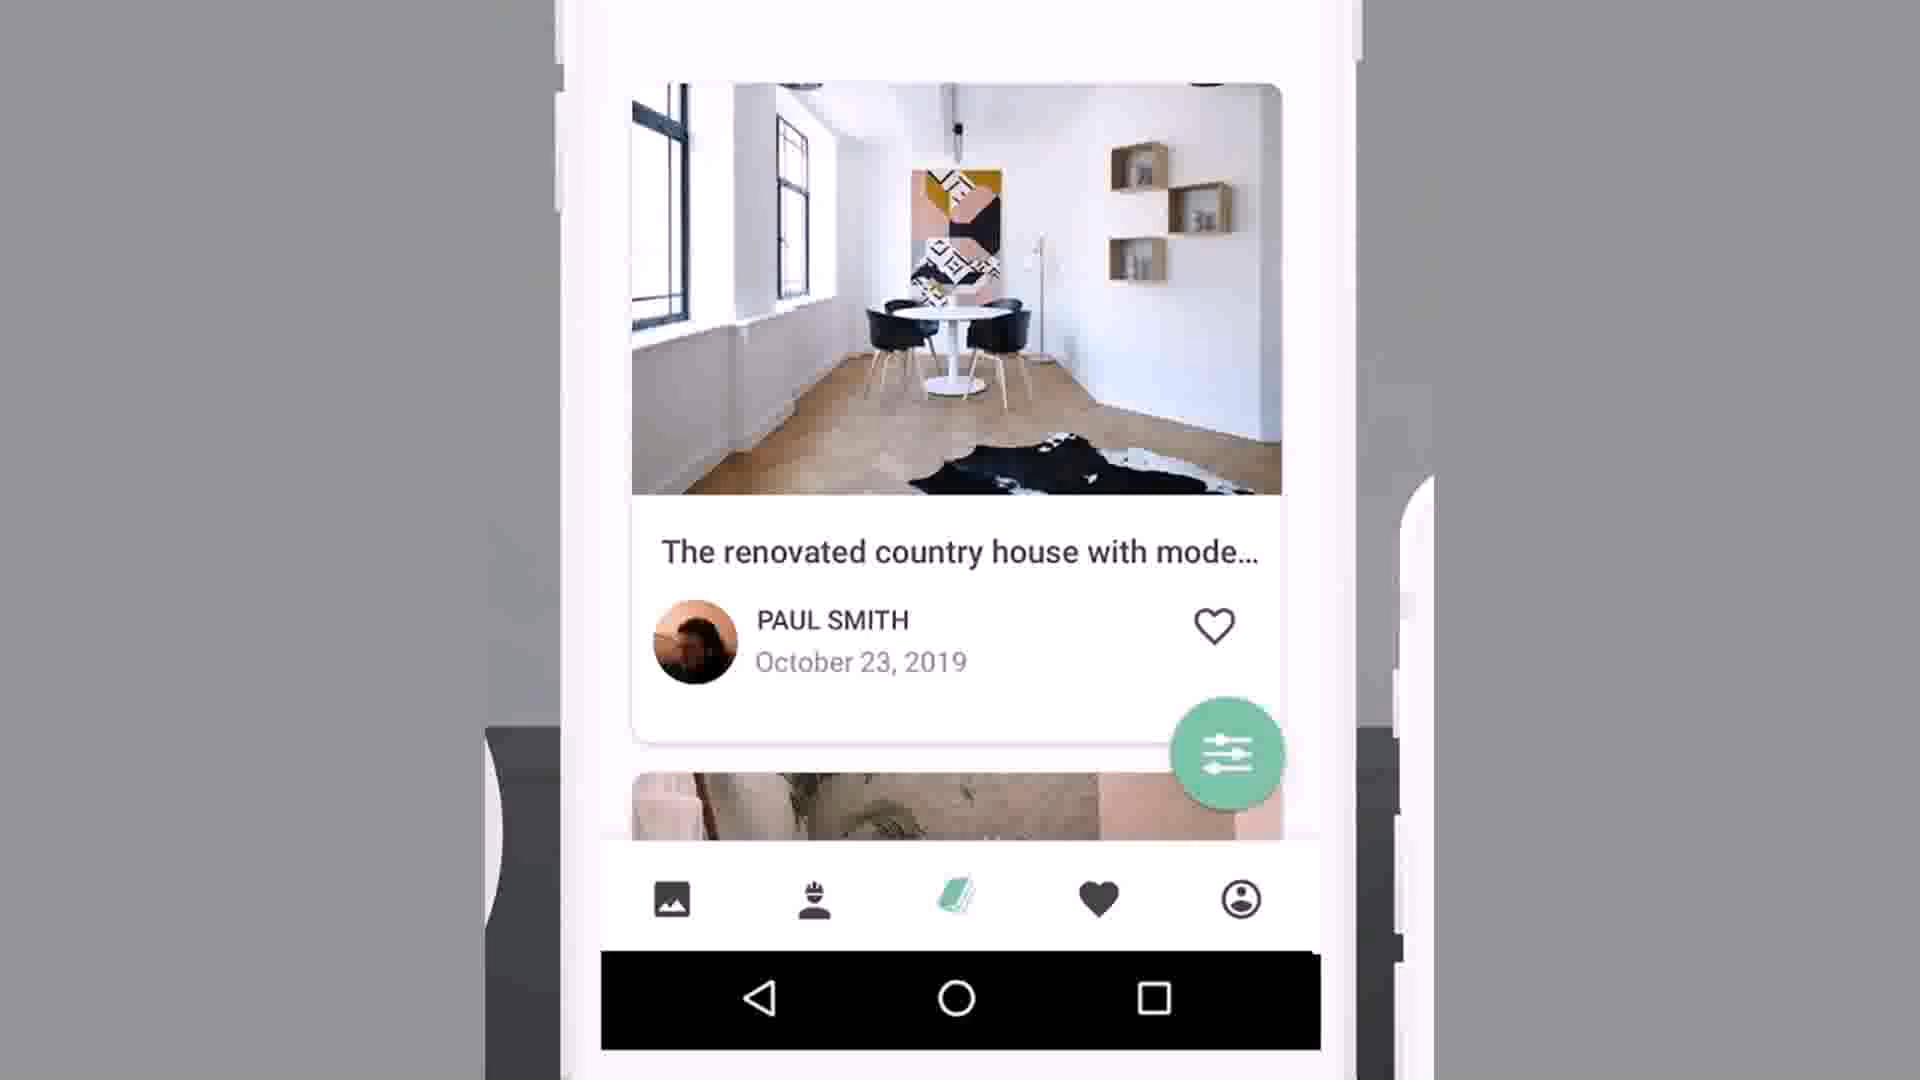 The renovated country house with mode...
PAUL SMITH
October 23, 2019